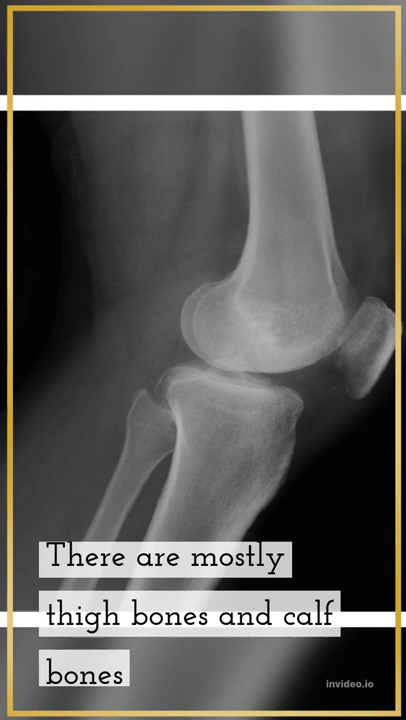 There are mostly
thigh bones and calf
bones
invideo.io